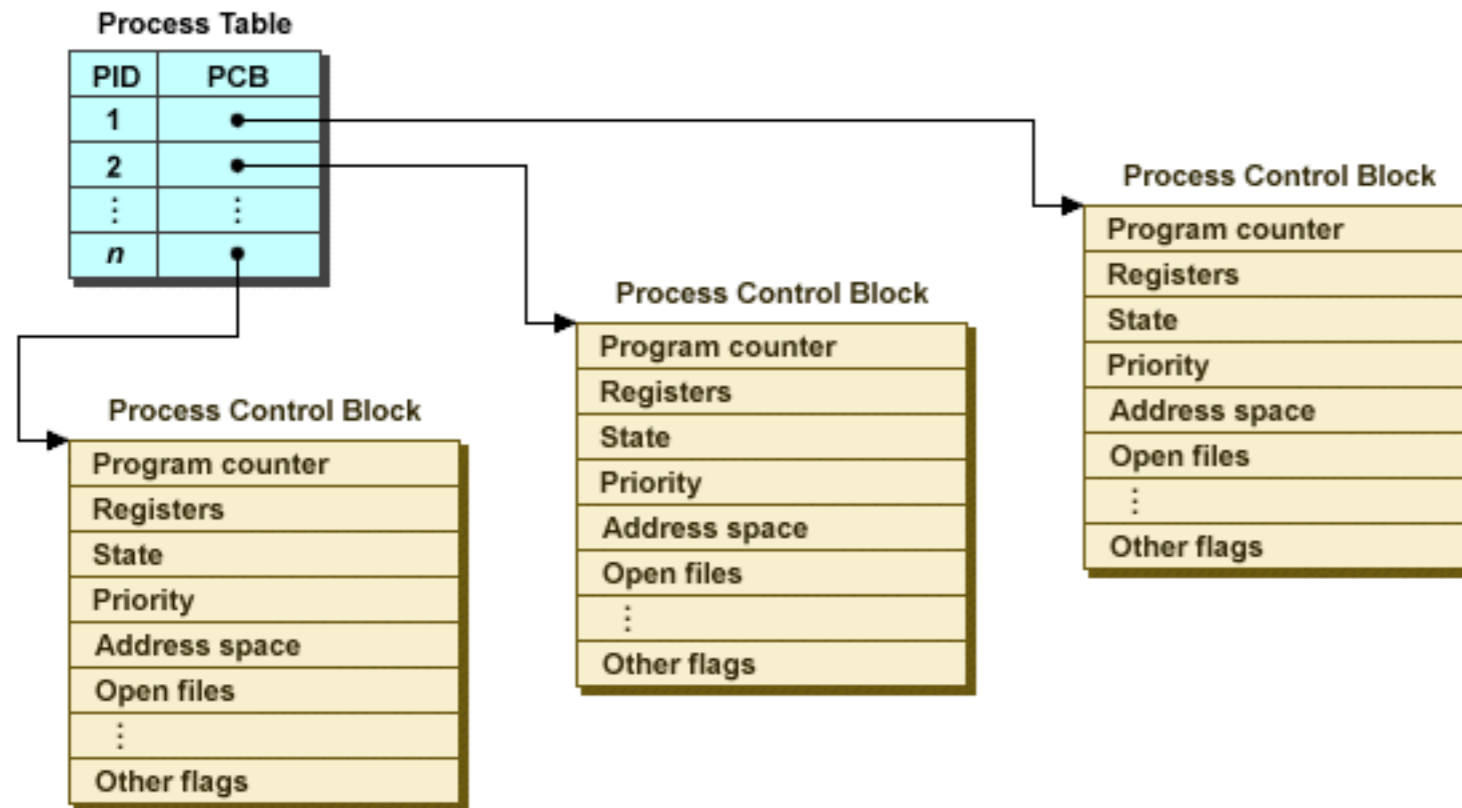 Process Table
PID PCB
1
2
⋮ ⋮
n
Process Control Block
Program counter
Registers
State
Priority
Address space
Open files
⋮
Other flags
Process Control Block
Program counter
Registers
State
Priority
Address space
Open files
⋮
Other flags
Process Control Block
Program counter
Registers
State
Priority
Address space
Open files
⋮
Other flags